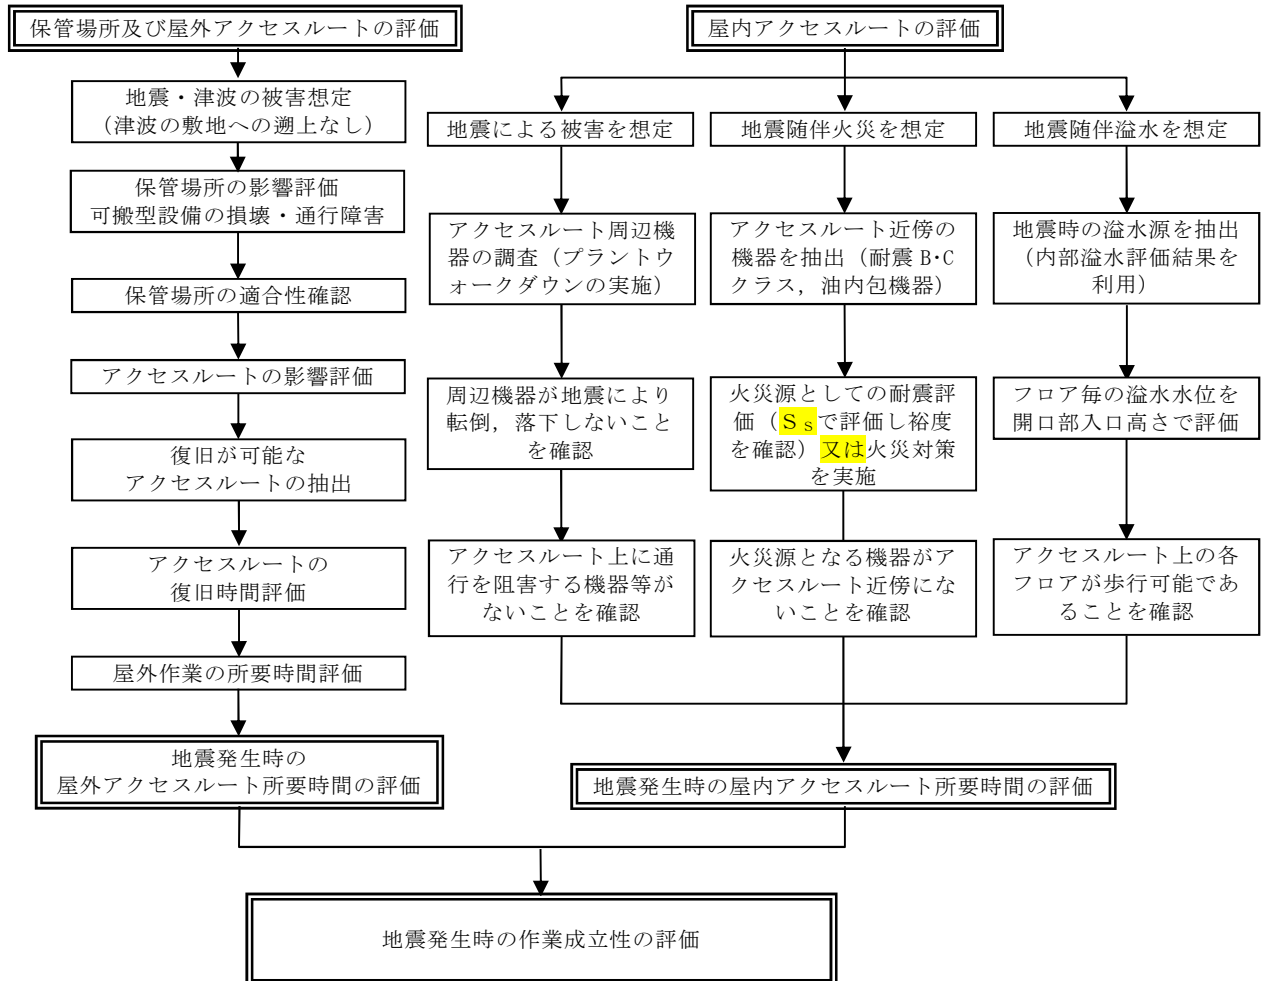 保管場所及び屋外アクセスルートの評価
地震・津波の被害想定
（津波の敷地への遡上なし）
保管場所の影響評価
可搬型設備の損壊・通行障害
保管場所の適合性確認
アクセスルートの影響評価
復旧が可能な
アクセスルートの抽出
アクセスルートの
復旧時間評価
屋外作業の所要時間評価
地震発生時の
屋外アクセスルート所要時間の評価
屋内アクセスルートの評価
地震による被害を想定
アクセスルート周辺機
器の調査（プラントウ
ォークダウンの実施）
周辺機器が地震により
転倒，落下しないこと
を確認
アクセスルート上に通
行を阻害する機器等が
ないことを確認
地震随伴火災を想定
アクセスルート近傍の
機器を抽出（耐震 B･C
クラス，油内包機器）
火災源としての耐震評
価（Ｓｓで評価し裕度
を確認）又は火災対策
を実施
火災源となる機器がア
クセスルート近傍にな
いことを確認
地震随伴溢水を想定
地震時の溢水源を抽出
（内部溢水評価結果を
利用）
フロア毎の溢水水位を
開口部入口高さで評価
アクセスルート上の各
フロアが歩行可能であ
ることを確認
地震発生時の屋内アクセスルート所要時間の評価
地震発生時の作業成立性の評価